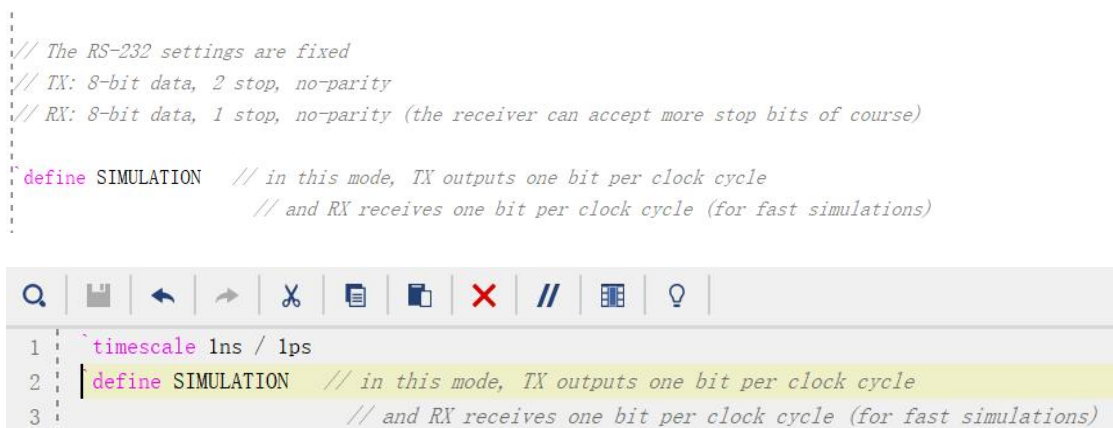 // The RS-232 settings are fixed
// TX: 8-bit data, 2 stop, no-parity
// RX: 8-bit data, 1 stop, no-parity (the receiver can accept more stop bits of course)
`define SIMULATION // in this mode, TX outputs one bit per clock cycle
// and RX receives one bit per clock cycle (for fast simulations)
//
1 `timescale 1ns / 1ps
2 `define SIMULATION // in this mode, TX outputs one bit per clock cycle
3 // and RX receives one bit per clock cycle (for fast simulations)